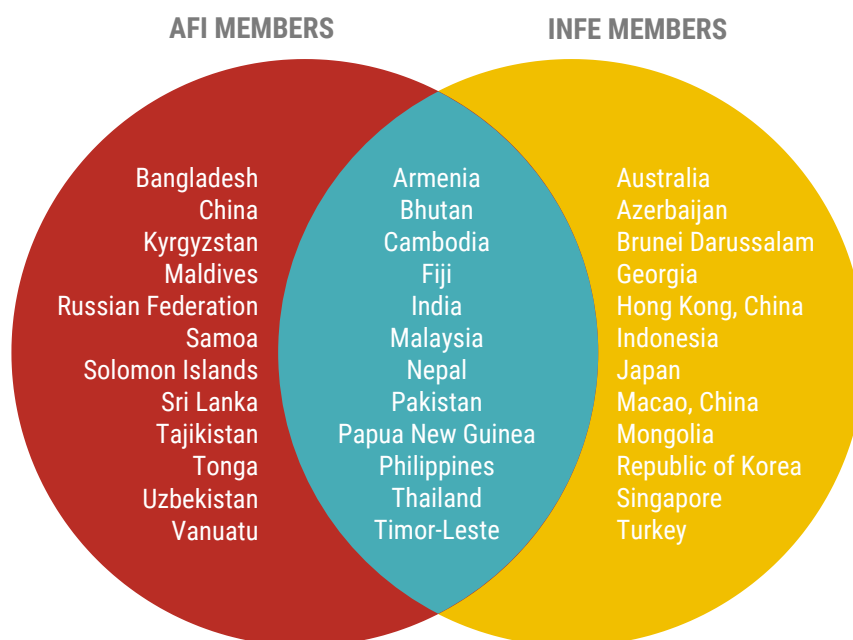 AFI MEMBERS
INFE MEMBERS
Bangladesh
China
Kyrgyzstan
Maldives
Russian Federation
Samoa
Solomon Islands
Sri Lanka
Tajikistan
Tonga
Uzbekistan
Vanuatu
Armenia
Bhutan
Cambodia
Fiji
India
Malaysia
Nepal
Pakistan
Papua New Guinea
Philippines
Thailand
Timor-Leste
Australia
Azerbaijan
Brunei Darussalam
Georgia
Hong Kong, China
Indonesia
Japan
Macao, China
Mongolia
Republic of Korea
Singapore
Turkey